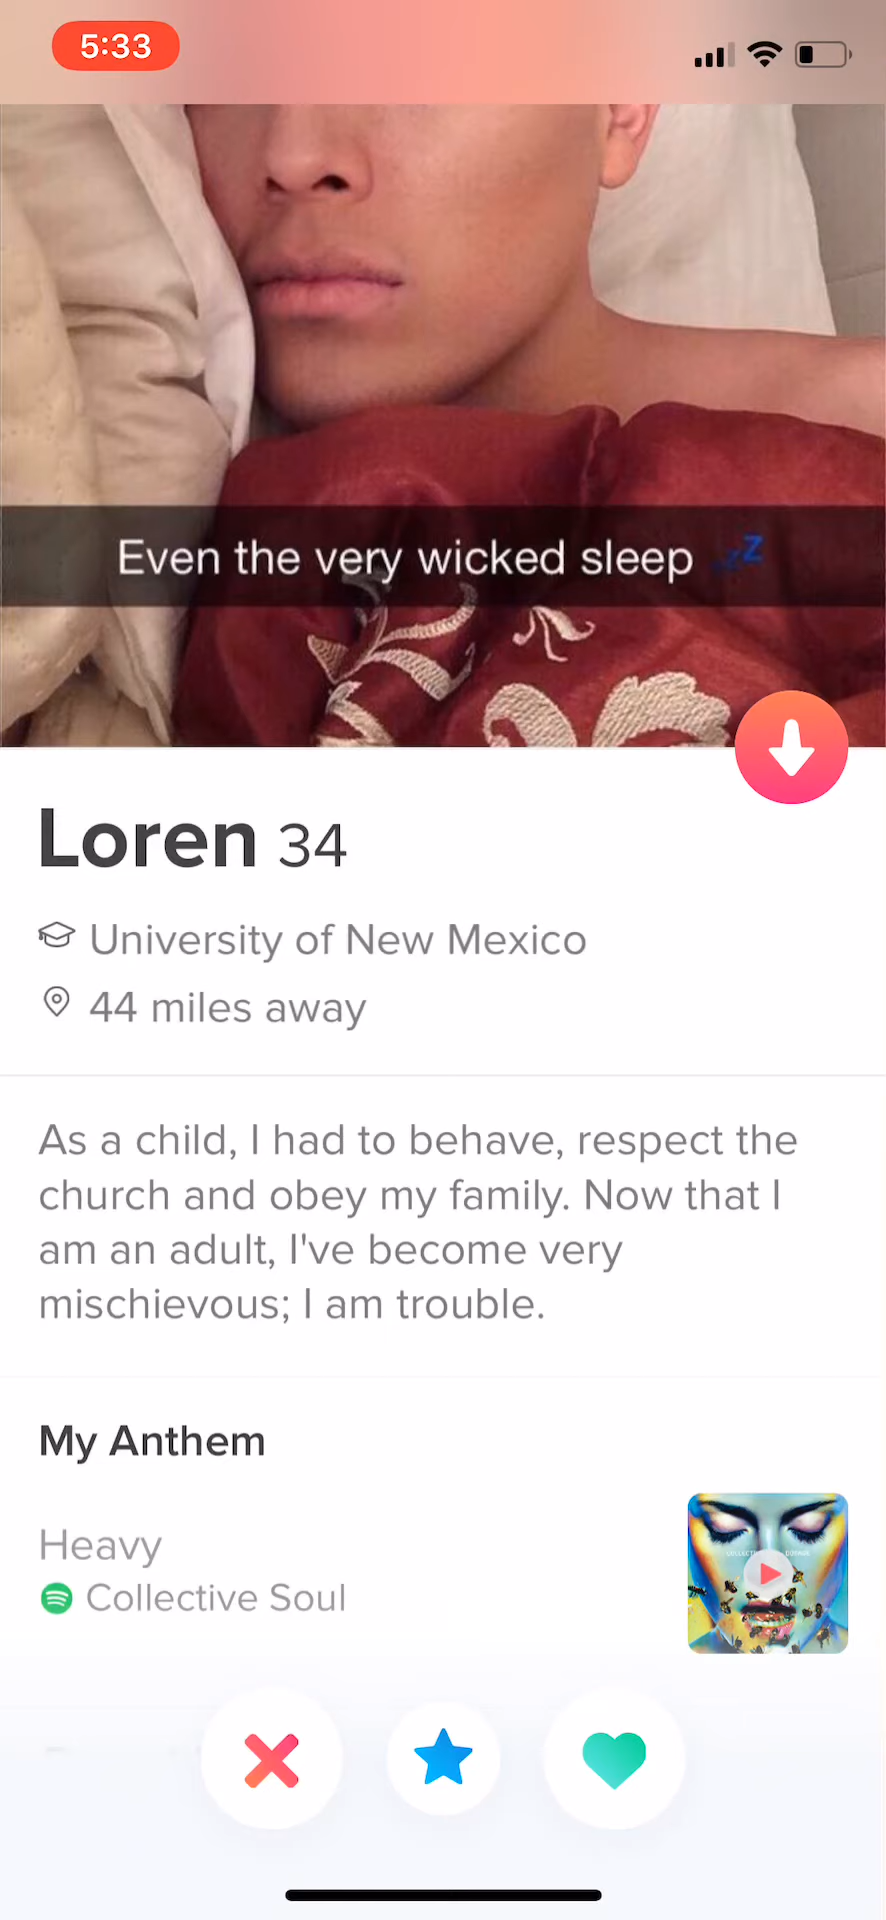 5:33
Even the very wicked sleep 💤
Loren 34
University of New Mexico
44 miles away
As a child, I had to behave, respect the
church and obey my family. Now that I
am an adult, I've become very
mischievous; I am trouble.
My Anthem
Heavy
Collective Soul